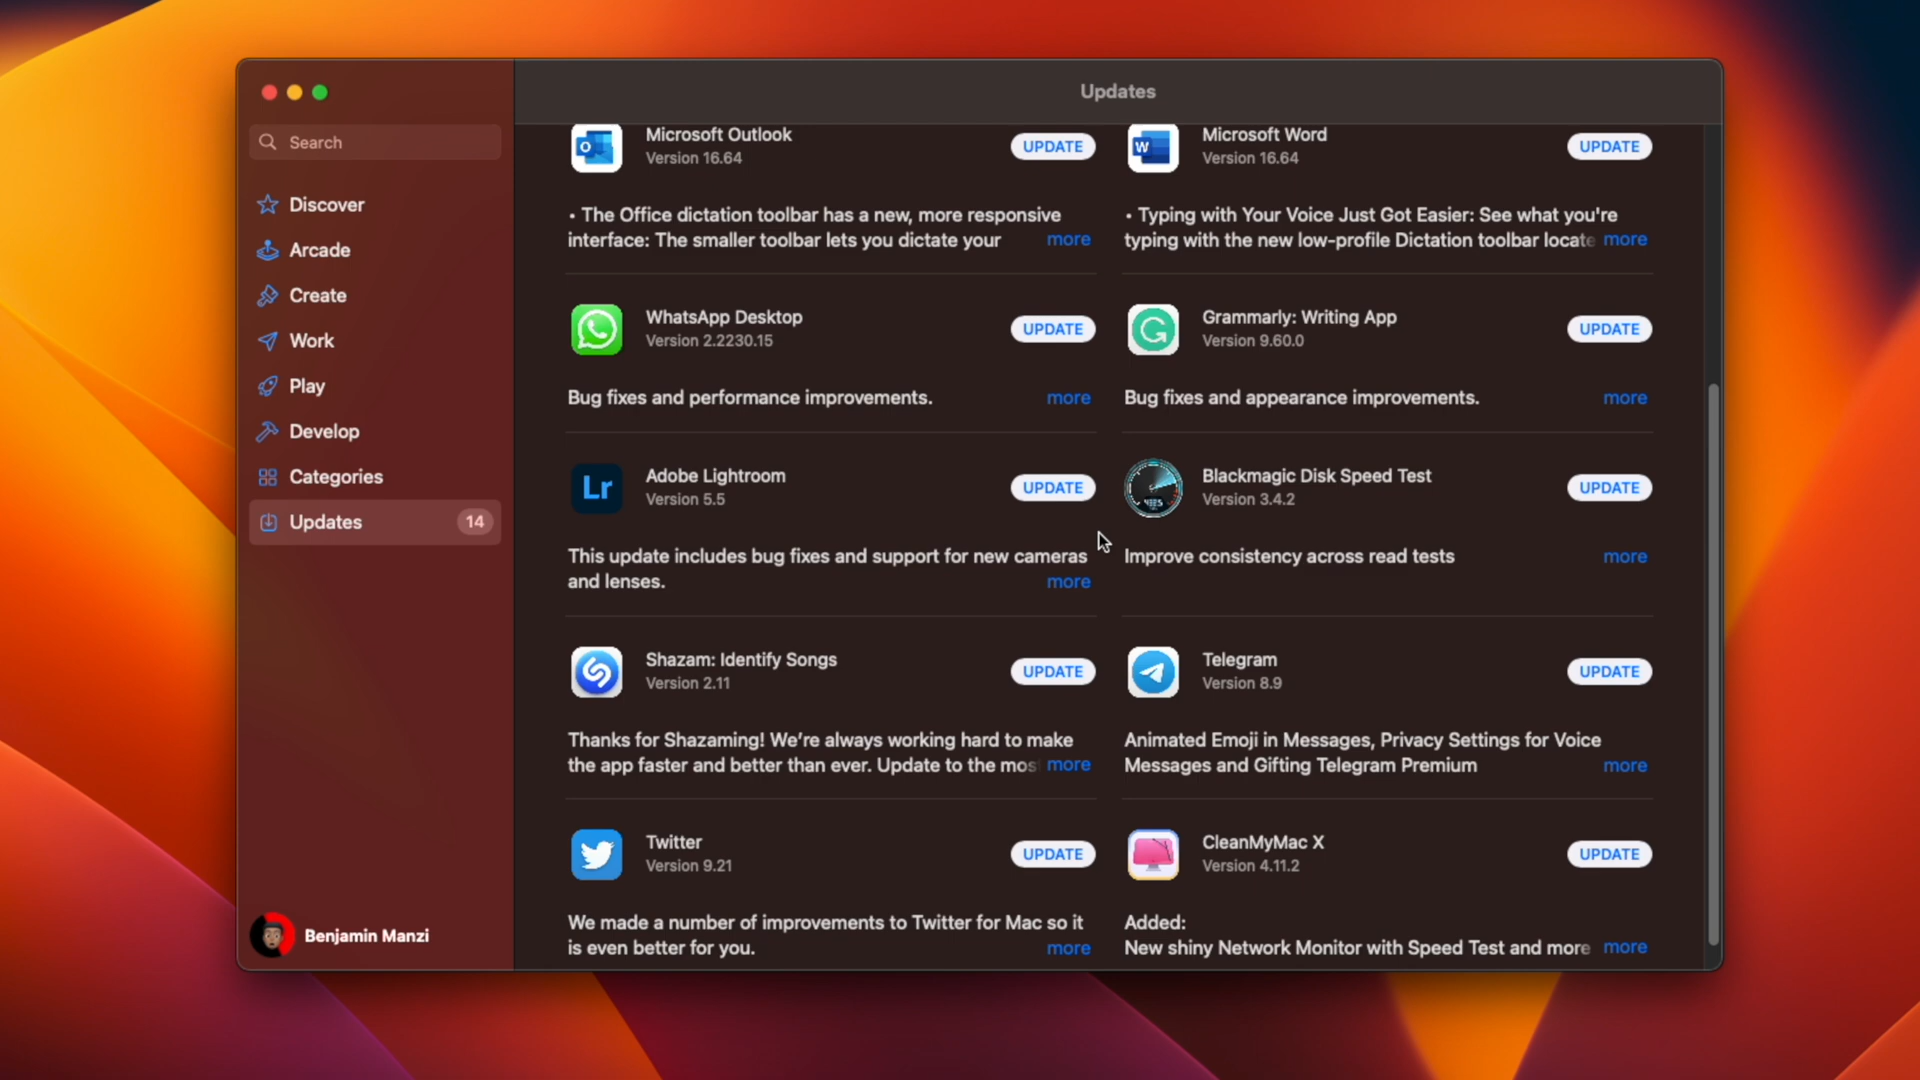 Updates
Search
Discover
Arcade
Create
Work
Play
Develop
Categories
Updates 14
Benjamin Manzi
Microsoft Outlook
Version 16.64
UPDATE
• The Office dictation toolbar has a new, more responsive
interface: The smaller toolbar lets you dictate your more
Microsoft Word
Version 16.64
UPDATE
• Typing with Your Voice Just Got Easier: See what you're
typing with the new low-profile Dictation toolbar locate more
WhatsApp Desktop
Version 2.2230.15
UPDATE
Bug fixes and performance improvements. more
Grammarly: Writing App
Version 9.60.0
UPDATE
Bug fixes and appearance improvements. more
Lr
Adobe Lightroom
Version 5.5
UPDATE
This update includes bug fixes and support for new cameras
and lenses. more
Blackmagic Disk Speed Test
Version 3.4.2
UPDATE
Improve consistency across read tests more
Shazam: Identify Songs
Version 2.11
UPDATE
Thanks for Shazaming! We're always working hard to make
the app faster and better than ever. Update to the mos more
Telegram
Version 8.9
UPDATE
Animated Emoji in Messages, Privacy Settings for Voice
Messages and Gifting Telegram Premium more
Twitter
Version 9.21
UPDATE
We made a number of improvements to Twitter for Mac so it
is even better for you. more
CleanMyMac X
Version 4.11.2
UPDATE
Added:
New shiny Network Monitor with Speed Test and more more